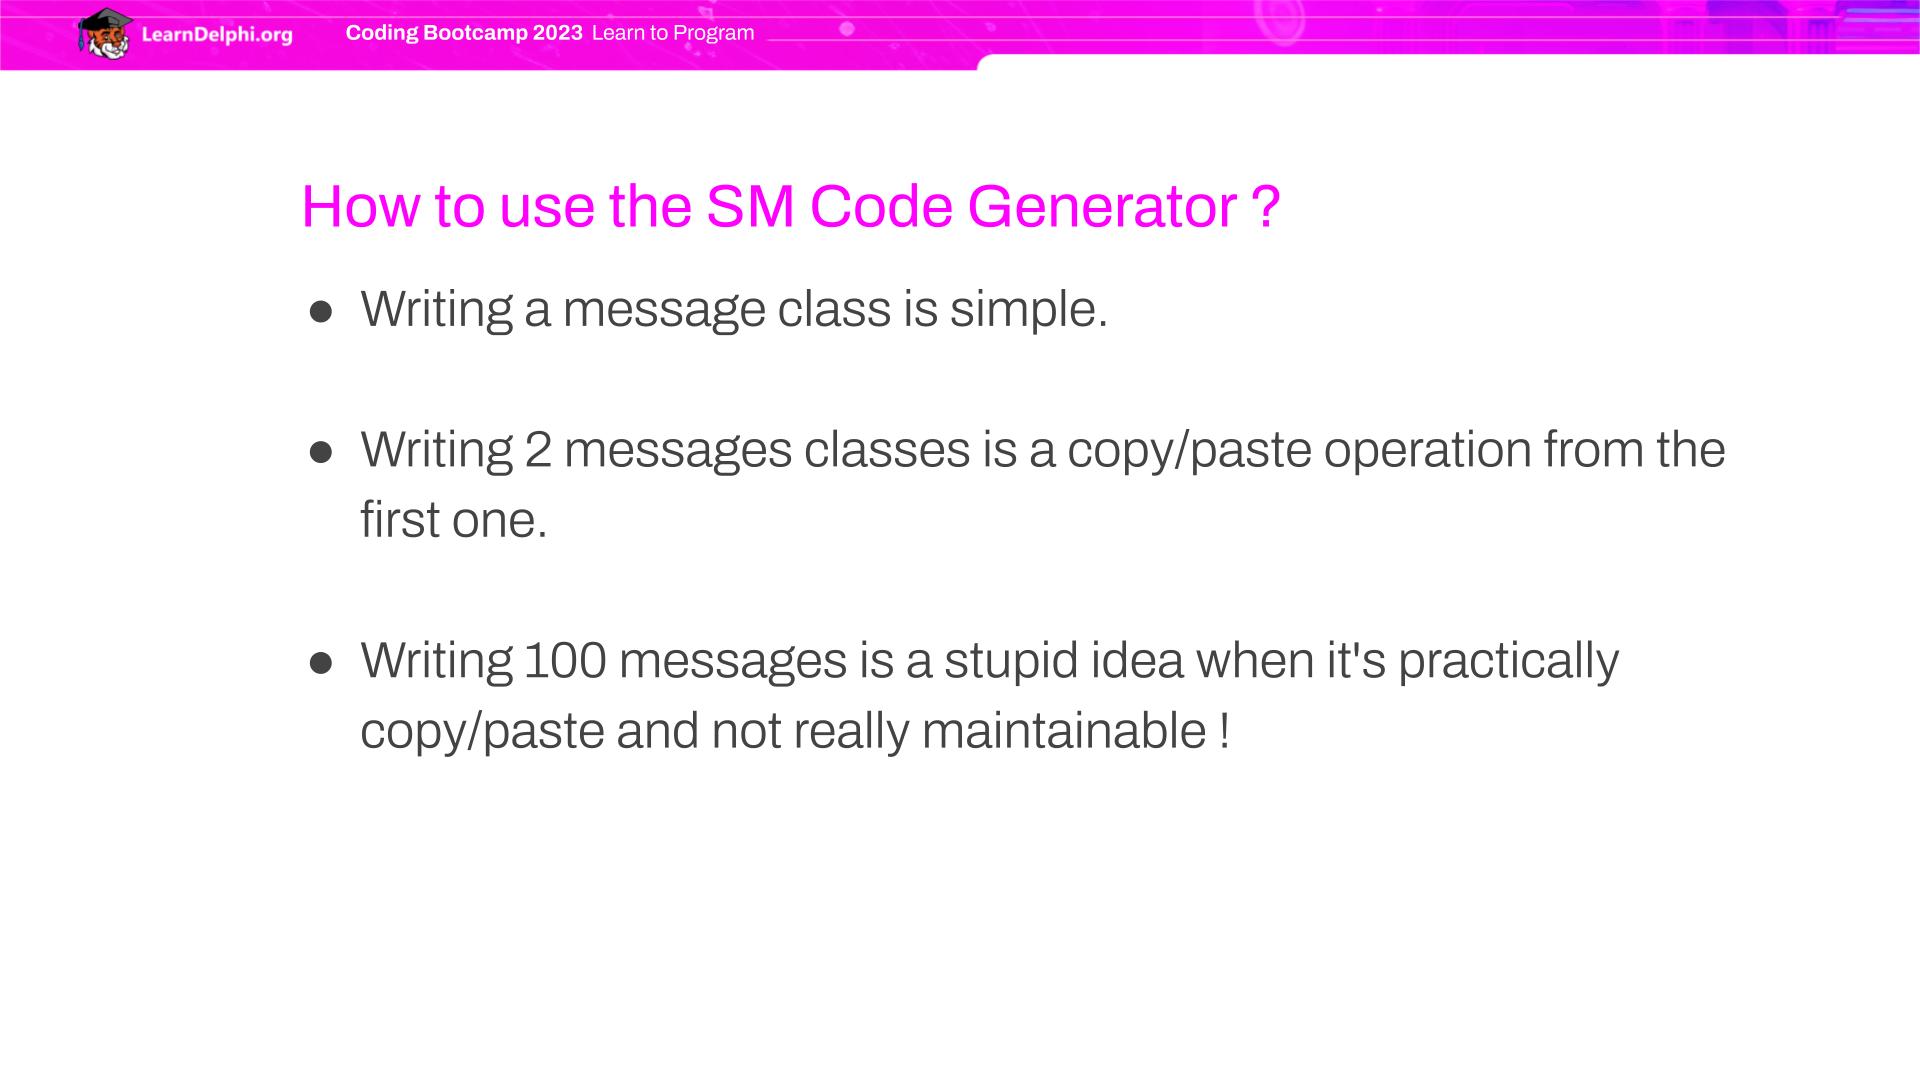 LearnDelphi.org
Coding Bootcamp 2023 Learn to Program
How to use the SM Code Generator ?
● Writing a message class is simple.
● Writing 2 messages classes is a copy/paste operation from the
first one.
● Writing 100 messages is a stupid idea when it's practically
copy/paste and not really maintainable !